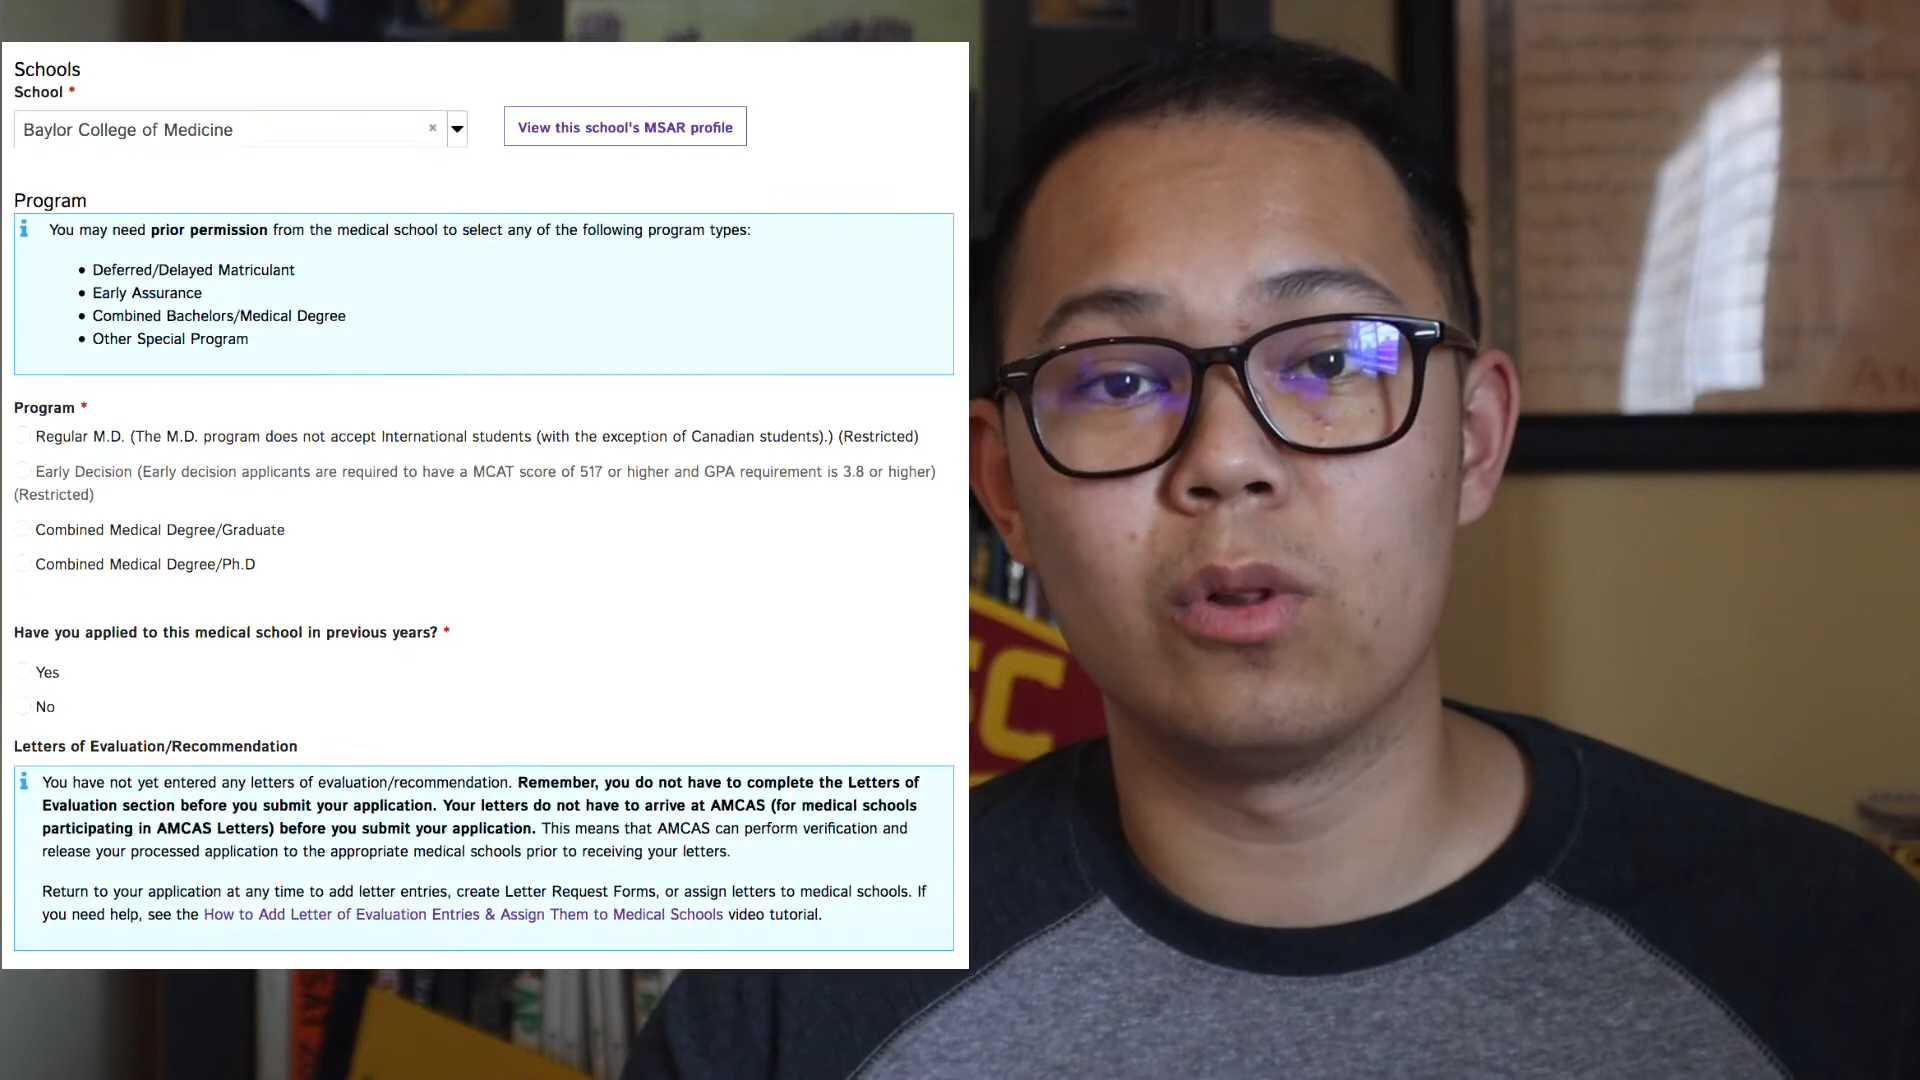 Schools
School *
Baylor College of Medicine ×
View this school's MSAR profile
Program
You may need prior permission from the medical school to select any of the following program types:
• Deferred/Delayed Matriculant
• Early Assurance
• Combined Bachelors/Medical Degree
• Other Special Program
Program *
Regular M.D. (The M.D. program does not accept International students (with the exception of Canadian students).) (Restricted)
Early Decision (Early decision applicants are required to have a MCAT score of 517 or higher and GPA requirement is 3.8 or higher)
(Restricted)
Combined Medical Degree/Graduate
Combined Medical Degree/Ph.D
Have you applied to this medical school in previous years? *
Yes
No
Letters of Evaluation/Recommendation
You have not yet entered any letters of evaluation/recommendation. Remember, you do not have to complete the Letters of
Evaluation section before you submit your application. Your letters do not have to arrive at AMCAS (for medical schools
participating in AMCAS Letters) before you submit your application. This means that AMCAS can perform verification and
release your processed application to the appropriate medical schools prior to receiving your letters.
Return to your application at any time to add letter entries, create Letter Request Forms, or assign letters to medical schools. If
you need help, see the How to Add Letter of Evaluation Entries & Assign Them to Medical Schools video tutorial.